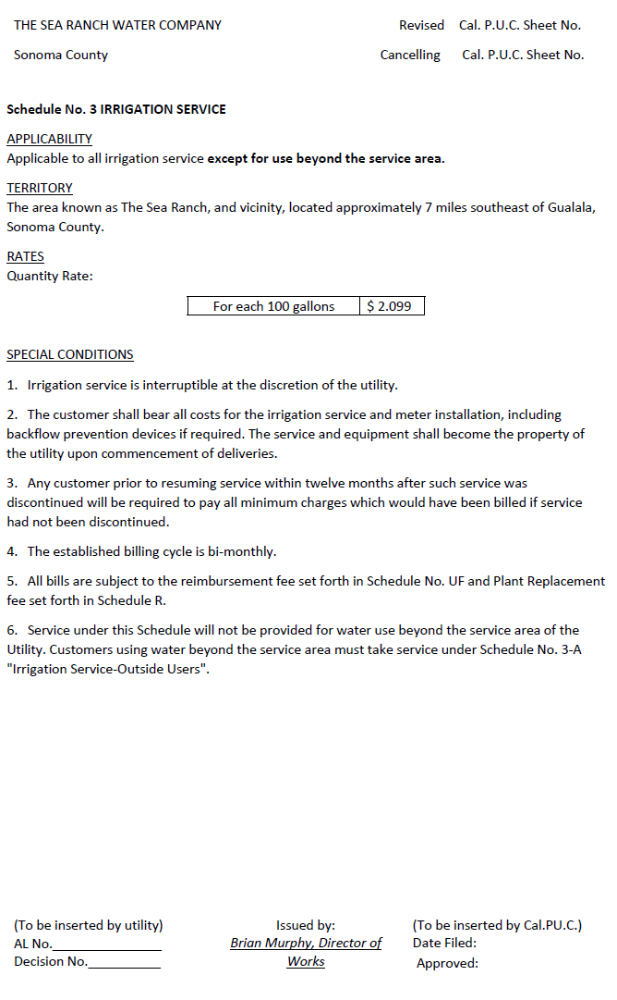 THE SEA RANCH WATER COMPANY Revised Cal. P.U.C. Sheet No.
Sonoma County Cancelling Cal. P.U.C. Sheet No.
Schedule No. 3 IRRIGATION SERVICE
APPLICABILITY
Applicable to all irrigation service except for use beyond the service area.
TERRITORY
The area known as The Sea Ranch, and vicinity, located approximately 7 miles southeast of Gualala,
Sonoma County.
RATES
Quantity Rate:
For each 100 gallons $ 2.099
SPECIAL CONDITIONS
1. Irrigation service is interruptible at the discretion of the utility.
2. The customer shall bear all costs for the irrigation service and meter installation, including
backflow prevention devices if required. The service and equipment shall become the property of
the utility upon commencement of deliveries.
3. Any customer prior to resuming service within twelve months after such service was
discontinued will be required to pay all minimum charges which would have been billed if service
had not been discontinued.
4. The established billing cycle is bi-monthly.
5. All bills are subject to the reimbursement fee set forth in Schedule No. UF and Plant Replacement
fee set forth in Schedule R.
6. Service under this Schedule will not be provided for water use beyond the service area of the
Utility. Customers using water beyond the service area must take service under Schedule No. 3-A
"Irrigation Service-Outside Users".
(To be inserted by utility) Issued by: (To be inserted by Cal.PU.C.)
AL No.______________ Brian Murphy, Director of Date Filed:
Decision No.__________ Works Approved: